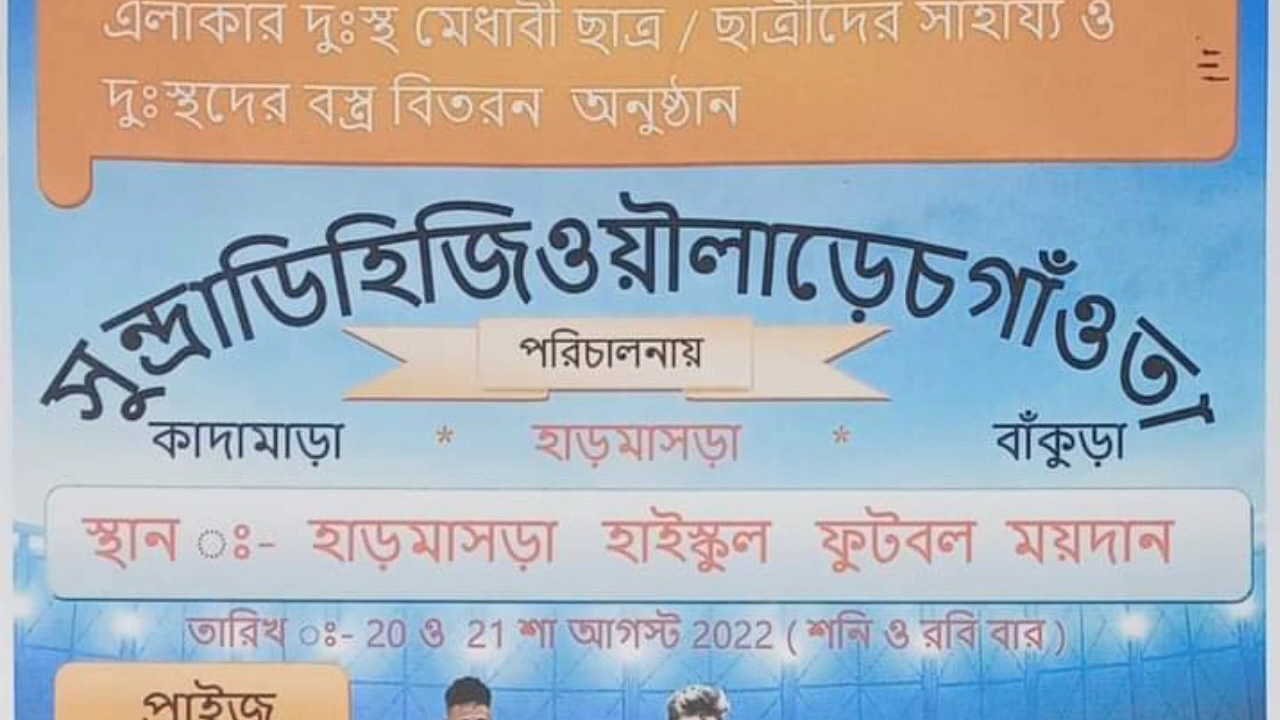 এলাকার দুঃস্থ মেধাবী ছাত্র / ছাত্রীদের সাহায্য ও
দুঃস্থদের বস্ত্র বিতরন অনুষ্ঠান
সুন্দ্রাডিহিজিওয়ীলাড়েচগাঁওতা
পরিচালনায়
কাদামাড়া * হাড়মাসড়া * বাঁকুড়া
স্থান ঃ- হাড়মাসড়া হাইস্কুল ফুটবল ময়দান
তারিখ ঃ- 20 ও 21 শা আগস্ট 2022 ( শনি ও রবি বার )
প্রাইজ